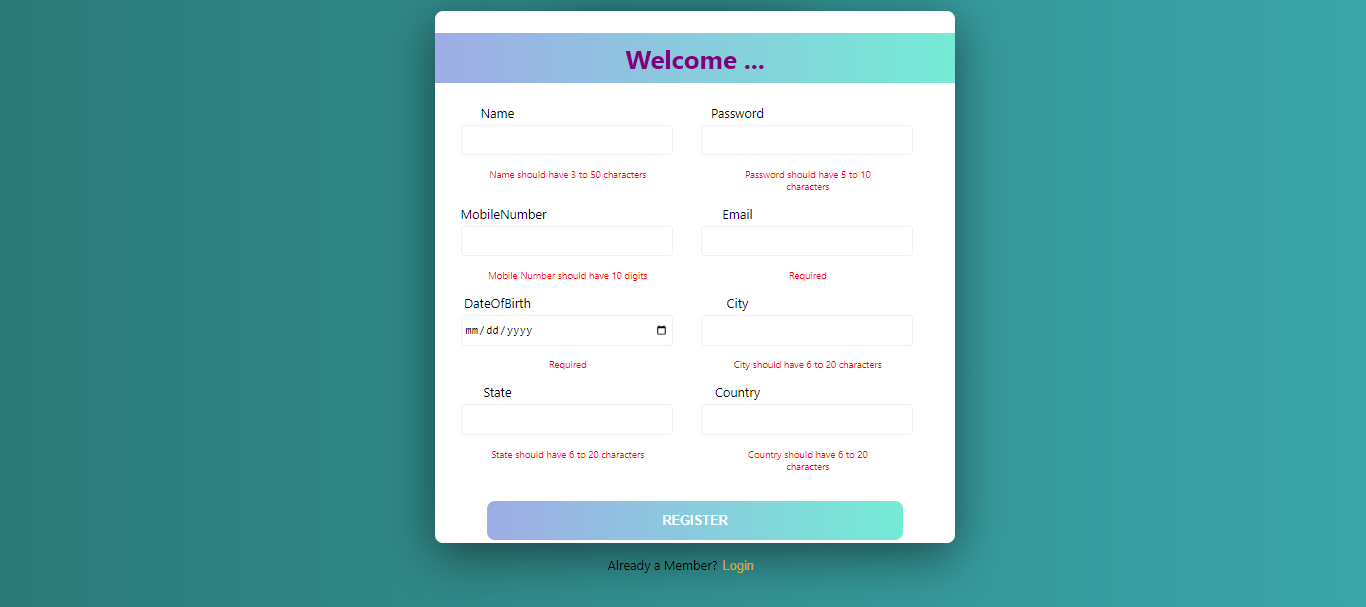 Welcome ...
Name
Password
Name should have 3 to 50 characters
Password should have 5 to 10
characters
MobileNumber
Email
Mobile Number should have 10 digits
Required
DateOfBirth
City
mm/dd/yyyy
Required
City should have 6 to 20 characters
State
Country
State should have 6 to 20 characters
Country should have 6 to 20
characters
REGISTER
Already a Member? Login